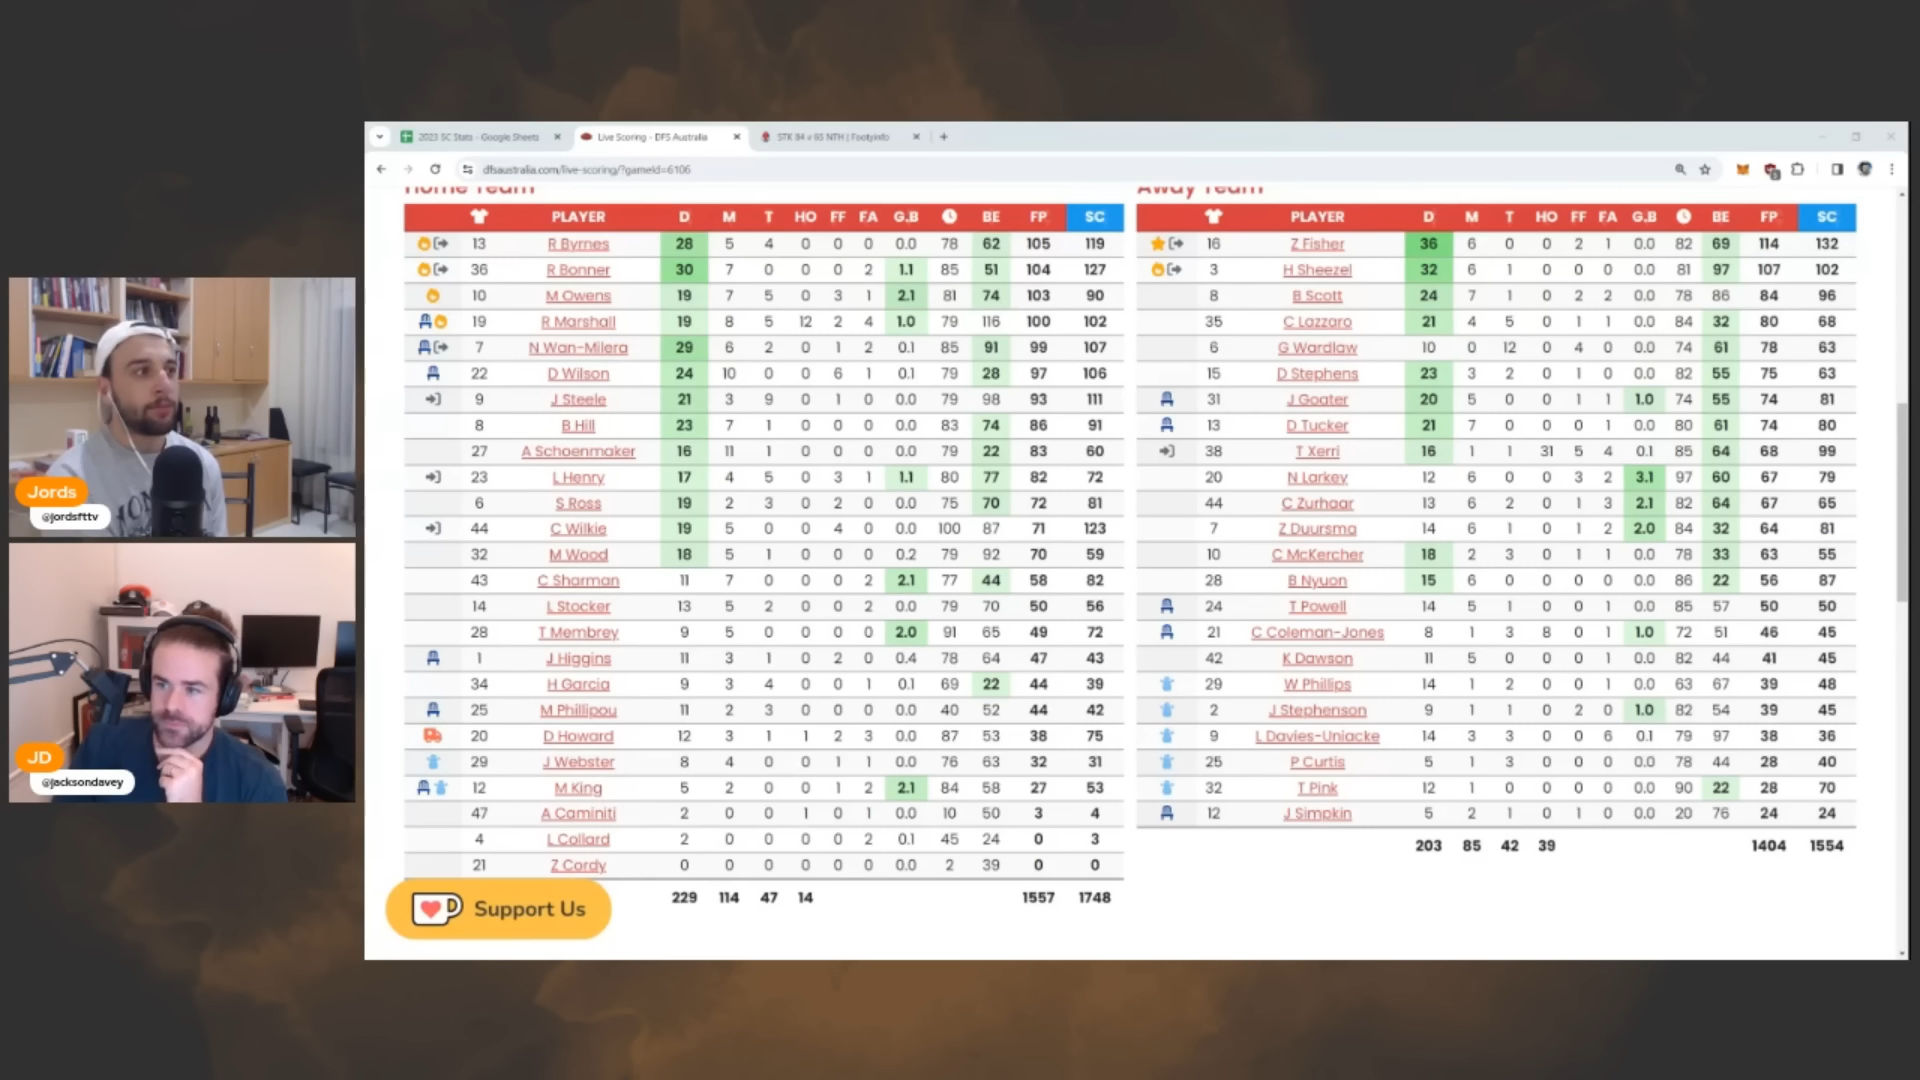 2023 SC Stats - Google Sheets
Live Scoring - DFS Australia
STK 84 v 65 NTH | FootyInfo
dfsaustralia.com/live-scoring/?gameId=6106
Home Team
PLAYER D M T HO FF FA G.B BE FP SC
13 R Byrnes 28 5 4 0 0 0 0.0 78 62 105 119
36 R Bonner 30 7 0 0 0 2 1.1 85 51 104 127
10 M Owens 19 7 5 0 3 1 2.1 81 74 103 90
19 R Marshall 19 8 5 12 2 4 1.0 79 116 100 102
7 N Wan-Milera 29 6 2 0 1 2 0.1 85 91 99 107
22 D Wilson 24 10 0 0 6 1 0.1 79 28 97 106
9 J Steele 21 3 9 0 1 0 0.0 79 98 93 111
8 B Hill 23 7 1 0 0 0 0.0 83 74 86 91
27 A Schoenmaker 16 11 1 0 0 0 0.0 79 22 83 60
23 L Henry 17 4 5 0 3 1 1.1 80 77 82 72
6 S Ross 19 2 3 0 2 0 0.0 75 70 72 81
44 C Wilkie 19 5 0 0 4 0 0.0 100 87 71 123
32 M Wood 18 5 1 0 0 0 0.2 79 92 70 59
43 C Sharman 11 7 0 0 0 2 2.1 77 44 58 82
14 L Stocker 13 5 2 0 0 2 0.0 79 70 50 56
28 T Membrey 9 5 0 0 0 0 2.0 91 65 49 72
1 J Higgins 11 3 1 0 2 0 0.4 78 64 47 43
34 H Garcia 9 3 4 0 0 1 0.1 69 22 44 39
25 M Phillipou 11 2 3 0 0 0 0.0 40 52 44 42
20 D Howard 12 3 1 1 2 3 0.0 87 53 38 75
29 J Webster 8 4 0 0 1 1 0.0 76 63 32 31
12 M King 5 2 0 0 1 2 2.1 84 58 27 53
47 A Caminiti 2 0 0 1 0 1 0.0 10 50 3 4
4 L Collard 2 0 0 0 0 2 0.1 45 24 0 3
21 Z Cordy 0 0 0 0 0 0 0.0 2 39 0 0
229 114 47 14 1557 1748
Support Us
Away Team
PLAYER D M T HO FF FA G.B BE FP SC
16 Z Fisher 36 6 0 0 2 1 0.0 82 69 114 132
3 H Sheezel 32 6 1 0 0 0 0.0 81 97 107 102
8 B Scott 24 7 1 0 2 2 0.0 78 86 84 96
35 C Lazzaro 21 4 5 0 1 1 0.0 84 32 80 68
6 G Wardlaw 10 0 12 0 4 0 0.0 74 61 78 63
15 D Stephens 23 3 2 0 1 0 0.0 82 55 75 63
31 J Goater 20 5 0 0 1 1 1.0 74 55 74 81
13 D Tucker 21 7 0 0 0 1 0.0 80 61 74 80
38 T Xerri 16 1 1 31 5 4 0.1 85 64 68 99
20 N Larkey 12 6 0 0 3 2 3.1 97 60 67 79
44 C Zurhaar 13 6 2 0 1 3 2.1 82 64 67 65
7 Z Duursma 14 6 1 0 1 2 2.0 84 32 64 81
10 C McKercher 18 2 3 0 1 1 0.0 78 33 63 55
28 B Nyuon 15 6 0 0 0 0 0.0 86 22 56 87
24 T Powell 14 5 1 0 0 1 0.0 85 57 50 50
21 C Coleman-Jones 8 1 3 8 0 1 1.0 72 51 46 45
42 K Dawson 11 5 0 0 0 1 0.0 82 44 41 45
29 W Phillips 14 1 2 0 0 1 0.0 63 67 39 48
2 J Stephenson 9 1 1 0 2 0 1.0 82 54 39 45
9 L Davies-Uniacke 14 3 3 0 0 6 0.1 79 97 38 36
25 P Curtis 5 1 3 0 0 0 0.0 78 44 28 40
32 T Pink 12 1 0 0 0 0 0.0 90 22 28 70
12 J Simpkin 5 2 1 0 1 0 0.0 20 76 24 24
203 85 42 39 1404 1554
Jords
@jordsfttv
JD
@jacksondavey